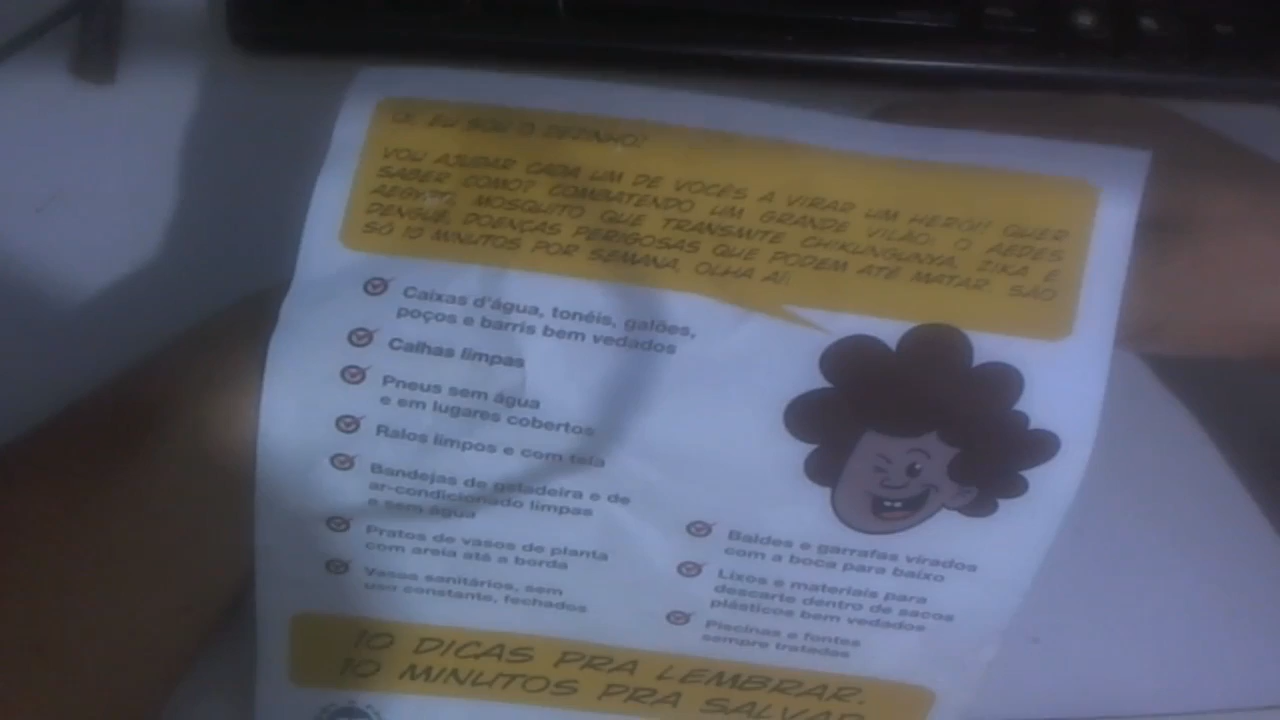 OI, EU SOU O DEZINHO!
VOU AJUDAR CADA UM DE VOCÊS A VIRAR UM HERÓI! QUER
SABER COMO? COMBATENDO UM GRANDE VILÃO: O AEDES
AEGYPTI, MOSQUITO QUE TRANSMITE CHIKUNGUNYA, ZIKA E
DENGUE, DOENÇAS PERIGOSAS QUE PODEM ATÉ MATAR. SÃO
SÓ 10 MINUTOS POR SEMANA, OLHA AÍ:
Caixas d'água, tonéis, galões,
poços e barris bem vedados
Calhas limpas
Pneus sem água
e em lugares cobertos
Ralos limpos e com tela
Bandejas de geladeira e de
ar-condicionado limpas
e sem água
Pratos de vasos de planta
com areia até a borda
Vasos sanitários, sem
uso constante, fechados
Baldes e garrafas virados
com a boca para baixo
Lixos e materiais para
descarte dentro de sacos
plásticos bem vedados
Piscinas e fontes
sempre tratadas
10 DICAS PRA LEMBRAR.
10 MINUTOS PRA SALVAR